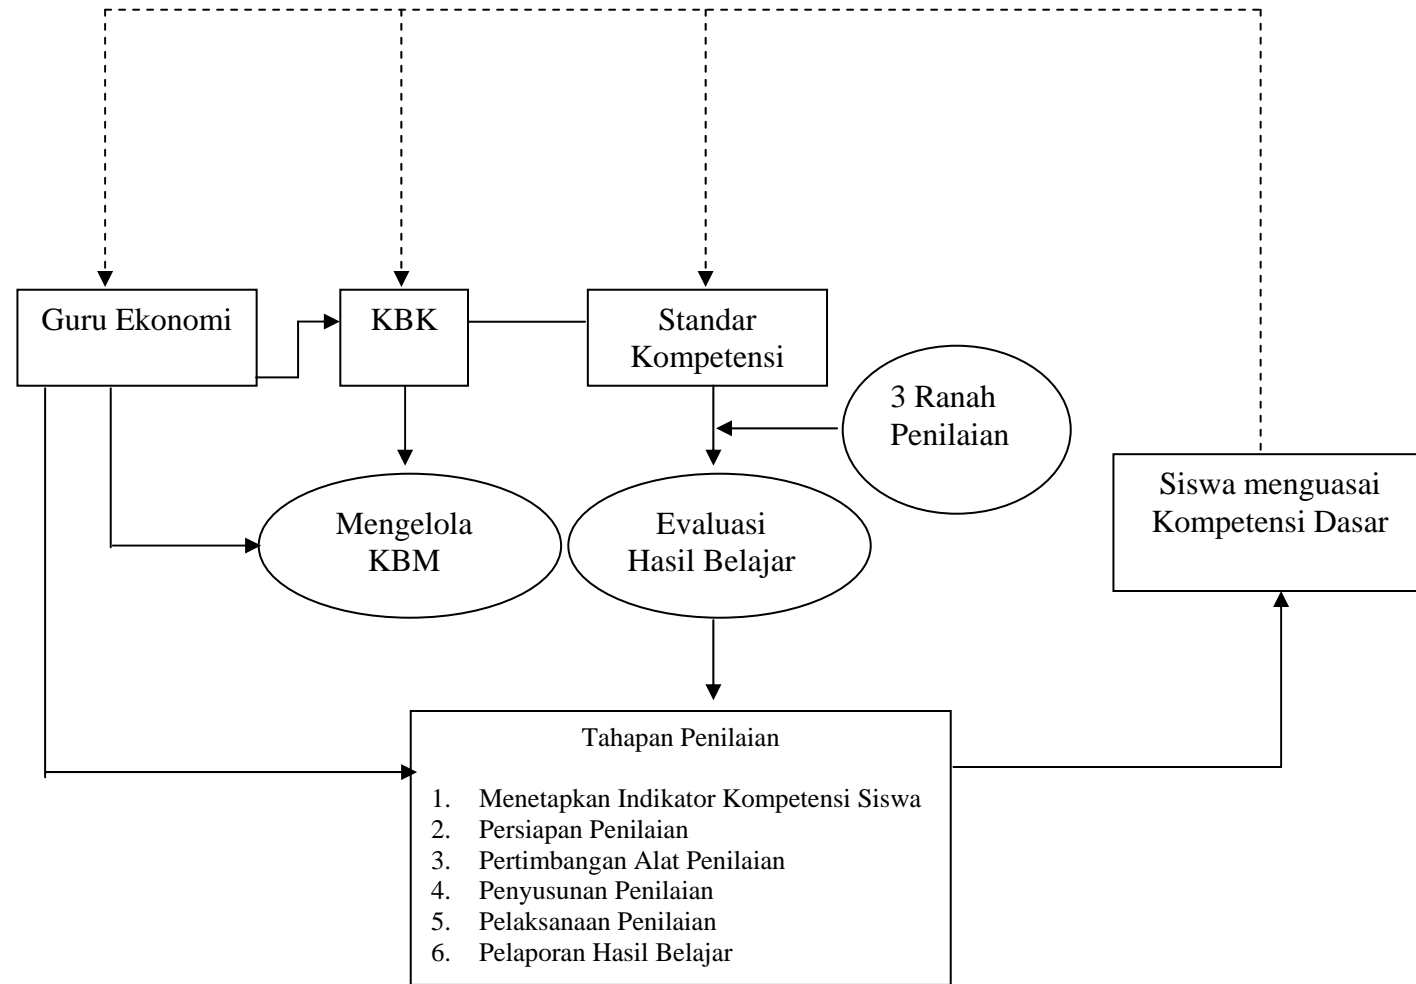 Guru Ekonomi
KBK
Standar
Kompetensi
3 Ranah
Penilaian
Siswa menguasai
Kompetensi Dasar
Mengelola
KBM
Evaluasi
Hasil Belajar
Tahapan Penilaian
1. Menetapkan Indikator Kompetensi Siswa
2. Persiapan Penilaian
3. Pertimbangan Alat Penilaian
4. Penyusunan Penilaian
5. Pelaksanaan Penilaian
6. Pelaporan Hasil Belajar